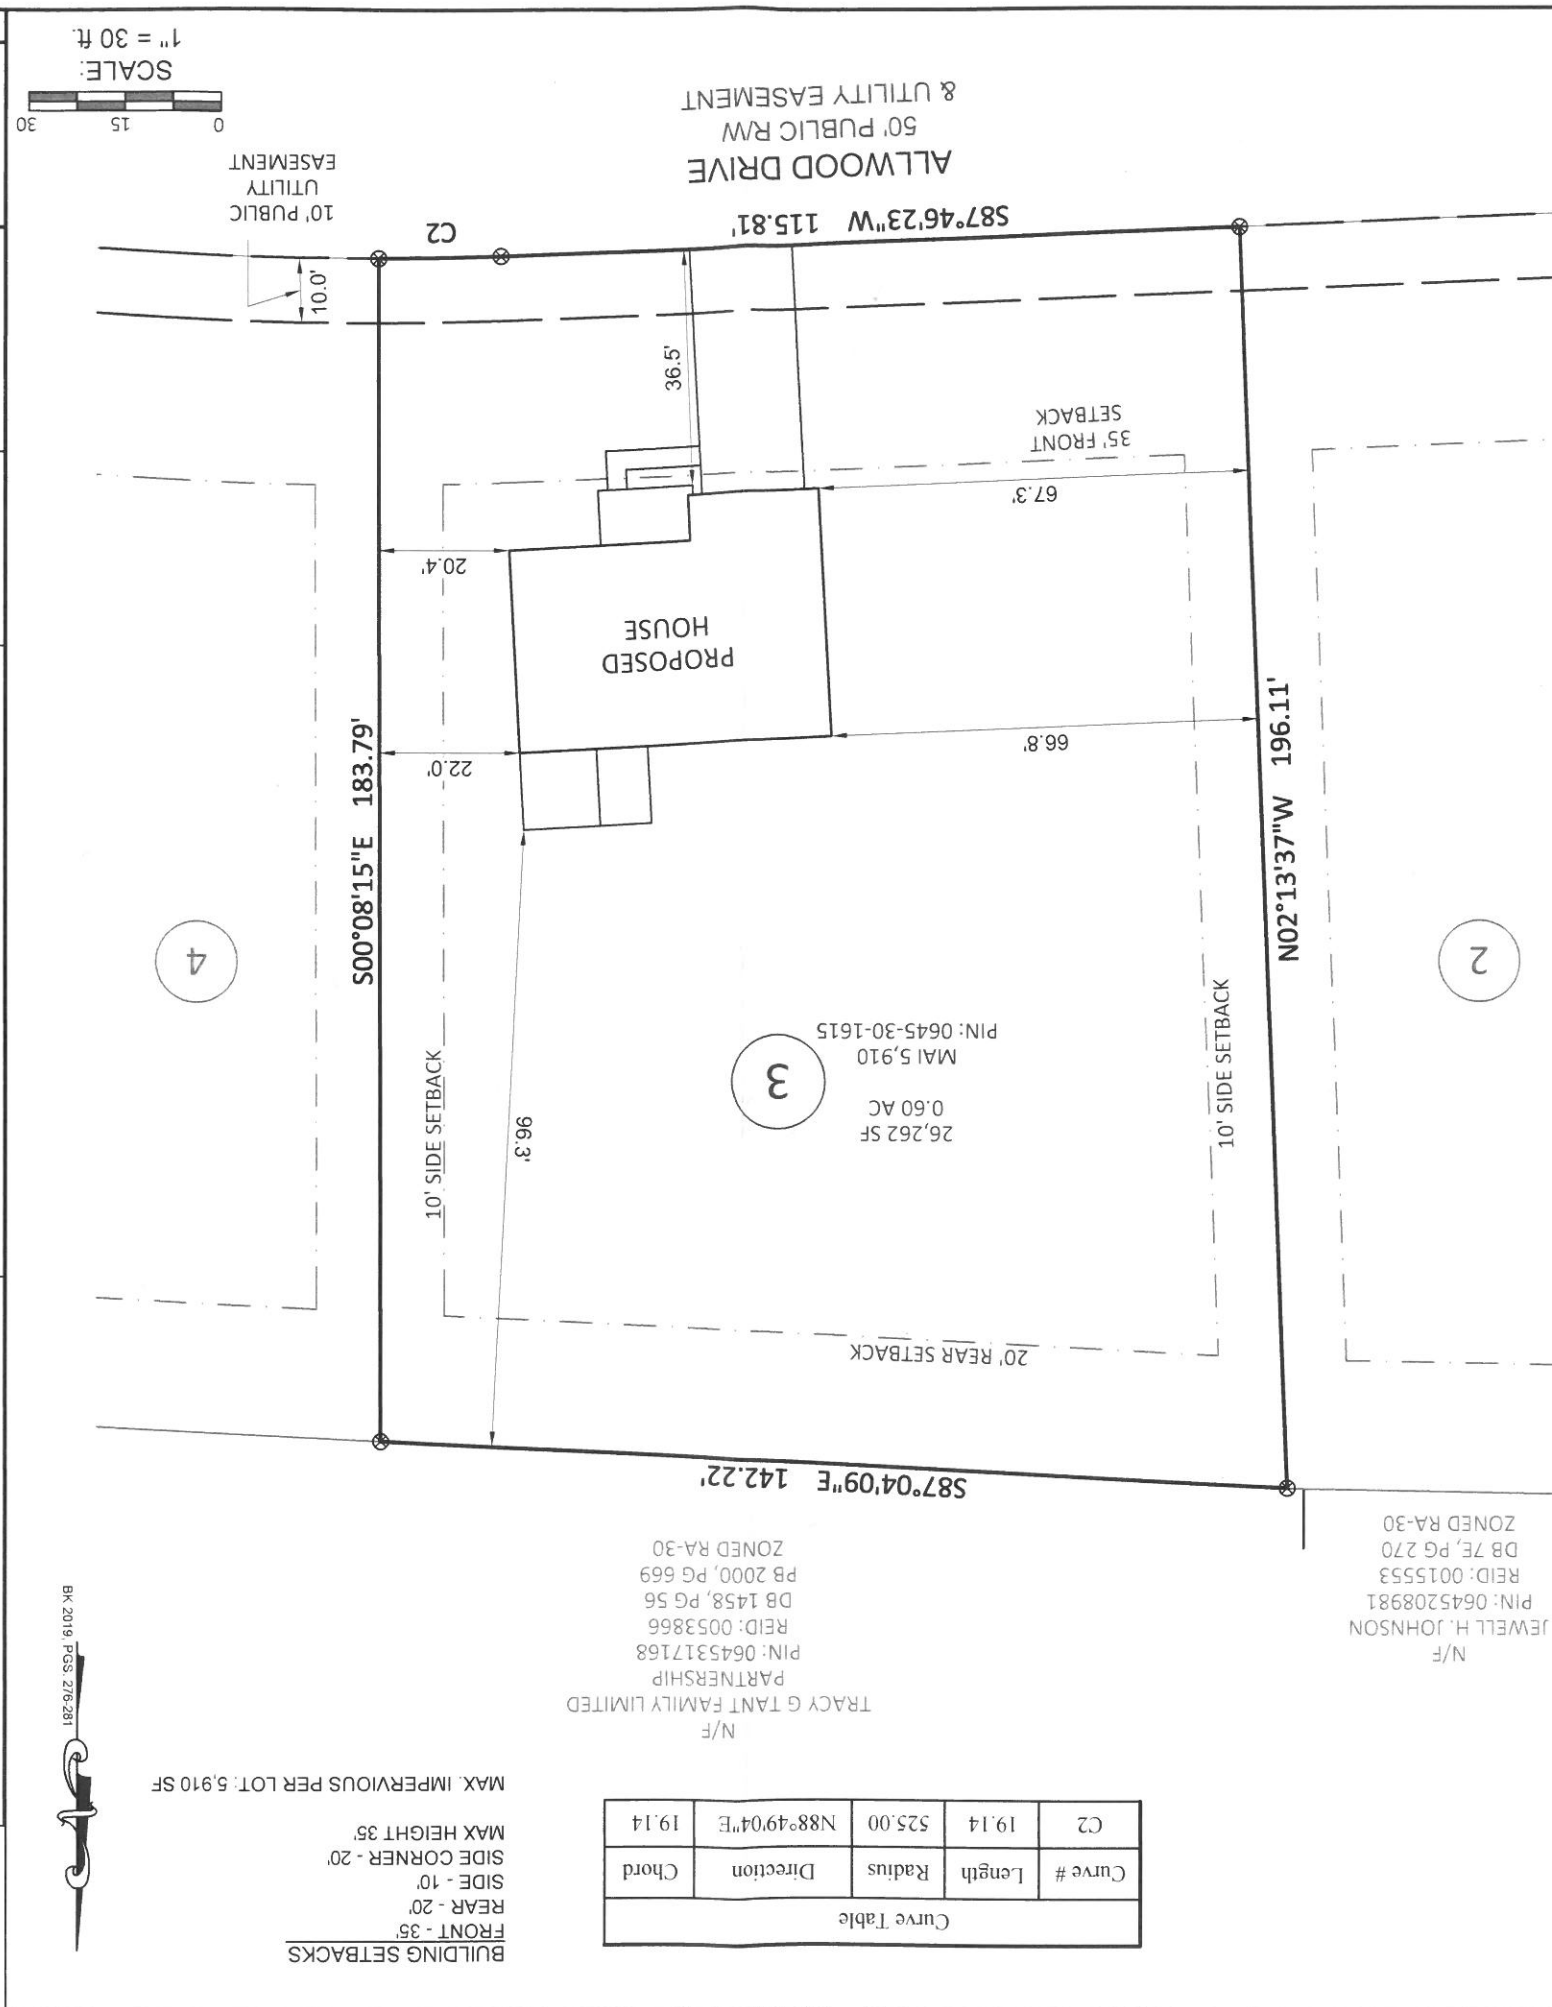 BUILDING SETBACKS
FRONT - 35'
REAR - 20'
SIDE - 10'
SIDE CORNER - 20'
MAX HEIGHT 35'
MAX. IMPERVIOUS PER LOT: 5,910 SF
Curve Table
Curve # Length Radius Direction Chord
C2 19.14 525.00 N88°49'04"E 19.14
BK 2019, PGS. 276-281
N/F
JEWELL H. JOHNSON
PIN: 0645208981
REID: 0015553
DB 7E, PG 270
ZONED RA-30
N/F
TRACY G TANT FAMILY LIMITED
PARTNERSHIP
PIN: 0645317168
REID: 0053866
DB 1458, PG 56
PB 2000, PG 669
ZONED RA-30
S87°04'09"E 142.22'
20' REAR SETBACK
10' SIDE SETBACK
10' SIDE SETBACK
96.3'
26,262 SF
0.60 AC
3
MAI 5,910
PIN: 0645-30-1615
2
4
N02°13'37"W 196.11'
S00°08'15"E 183.79'
66.8'
22.0'
PROPOSED
HOUSE
20.4'
67.3'
35' FRONT
SETBACK
36.5'
10.0'
S87°46'23"W 115.81'
C2
10' PUBLIC
UTILITY
EASEMENT
ALLWOOD DRIVE
50' PUBLIC R/W
& UTILITY EASEMENT
0 15 30
SCALE:
1" = 30 ft.